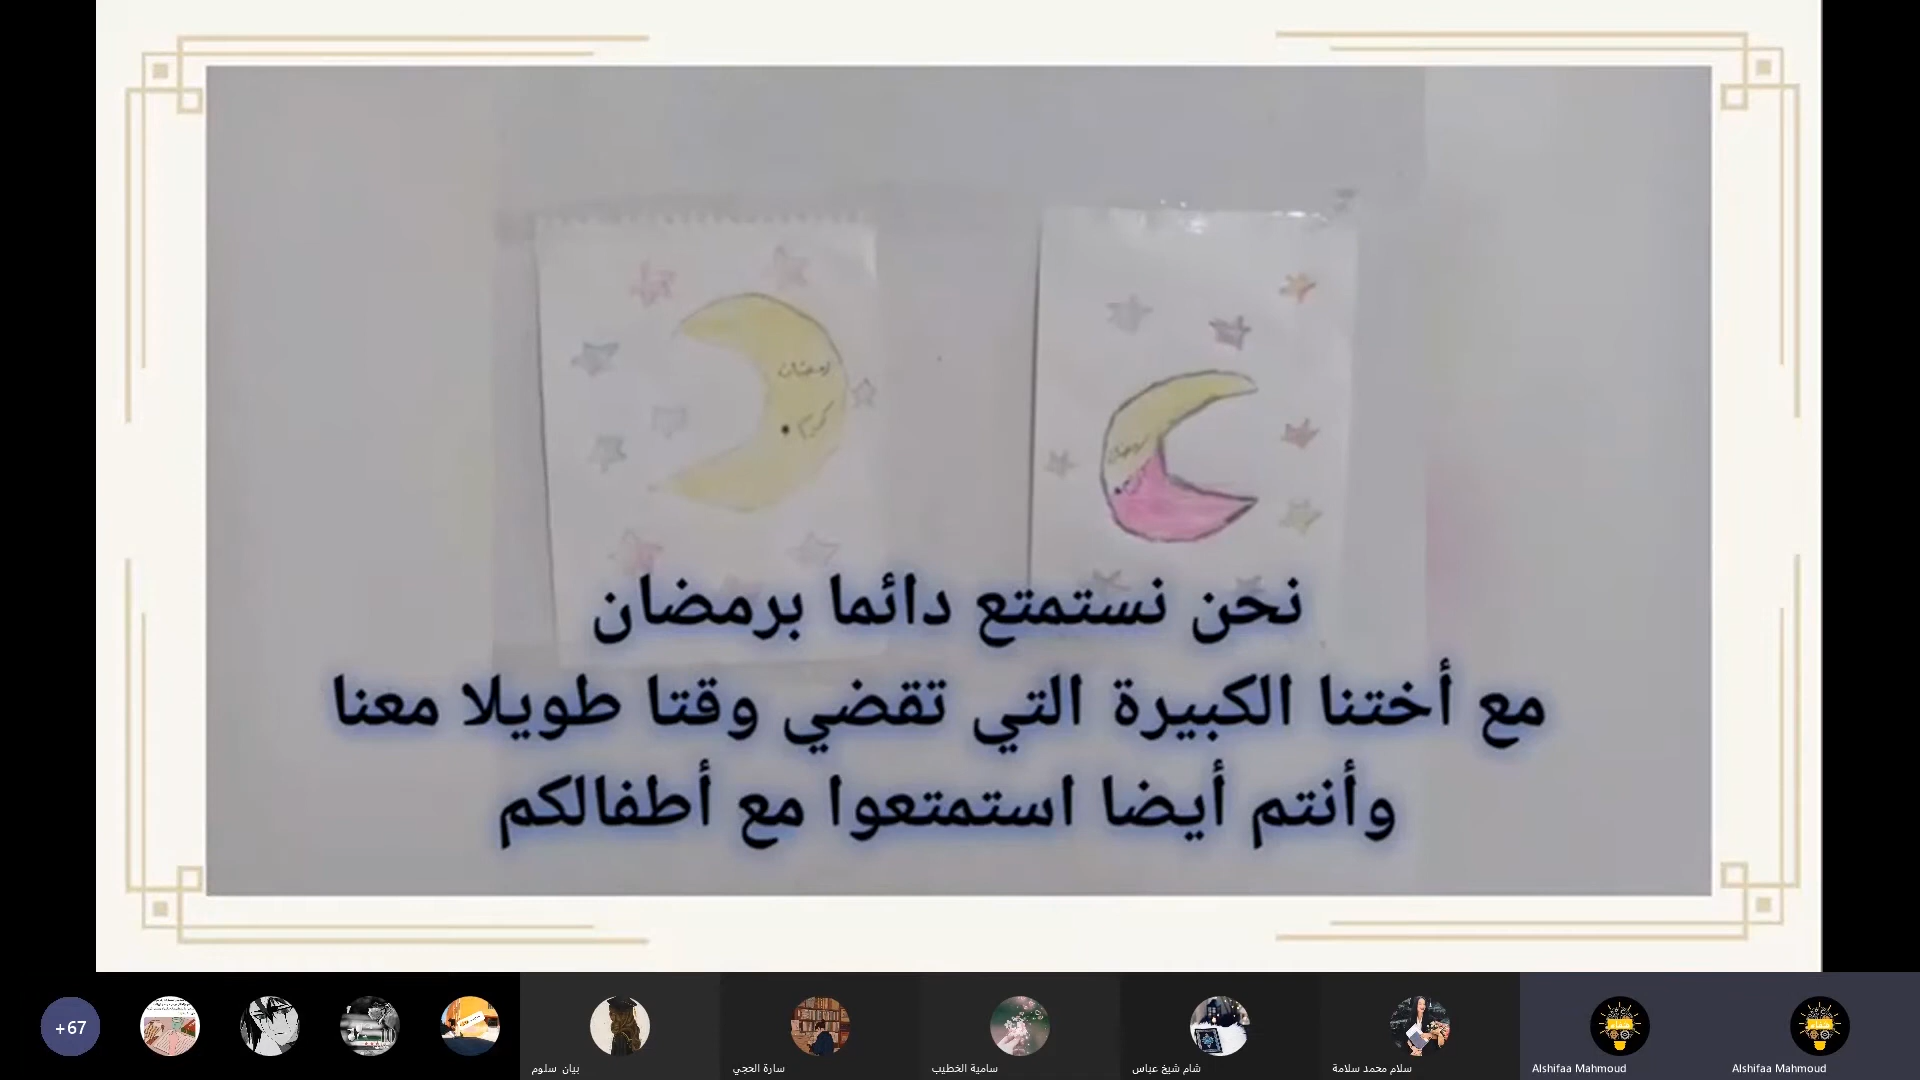 رمضان
كريم
رمضان
نحن نستمتع دائما برمضان
مع أختنا الكبيرة التي تقضي وقتا طويلا معنا
وأنتم أيضا استمتعوا مع أطفالكم
+67
بيان سلوم
سارة الحجي
سامية الخطيب
شام شيخ عباس
سلام محمد سلامة
Alshifaa Mahmoud
Alshifaa Mahmoud